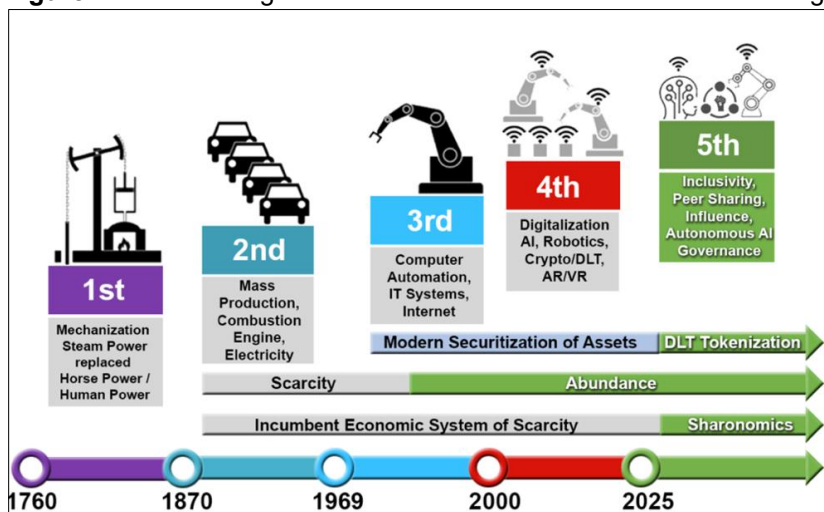 1st
Mechanization
Steam Power
replaced
Horse Power /
Human Power
2nd
Mass
Production,
Combustion
Engine,
Electricity
3rd
Computer
Automation,
IT Systems,
Internet
4th
Digitalization
AI, Robotics,
Crypto/DLT,
AR/VR
5th
Inclusivity,
Peer Sharing,
Influence,
Autonomous AI
Governance
Modern Securitization of Assets DLT Tokenization
Scarcity Abundance
Incumbent Economic System of Scarcity Sharonomics
1760 1870 1969 2000 2025